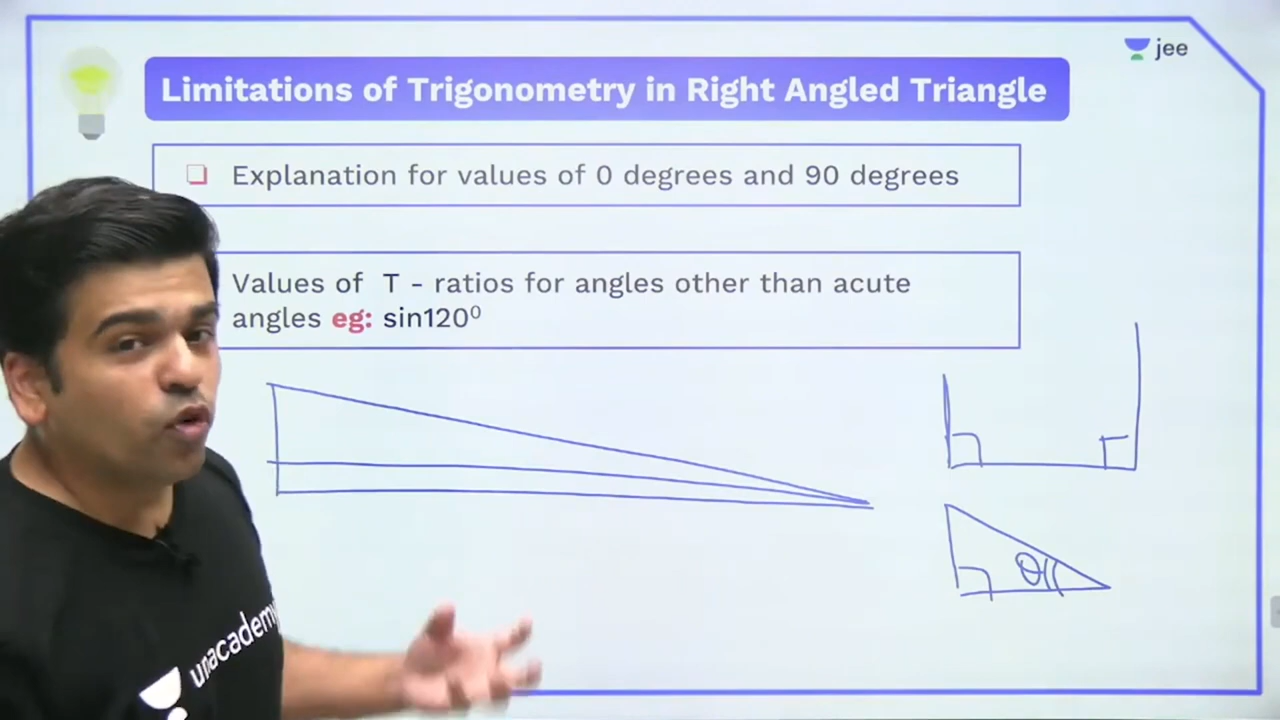 jee
Limitations of Trigonometry in Right Angled Triangle
Explanation for values of 0 degrees and 90 degrees
Values of T - ratios for angles other than acute
angles eg: sin120⁰
θ
unacademy